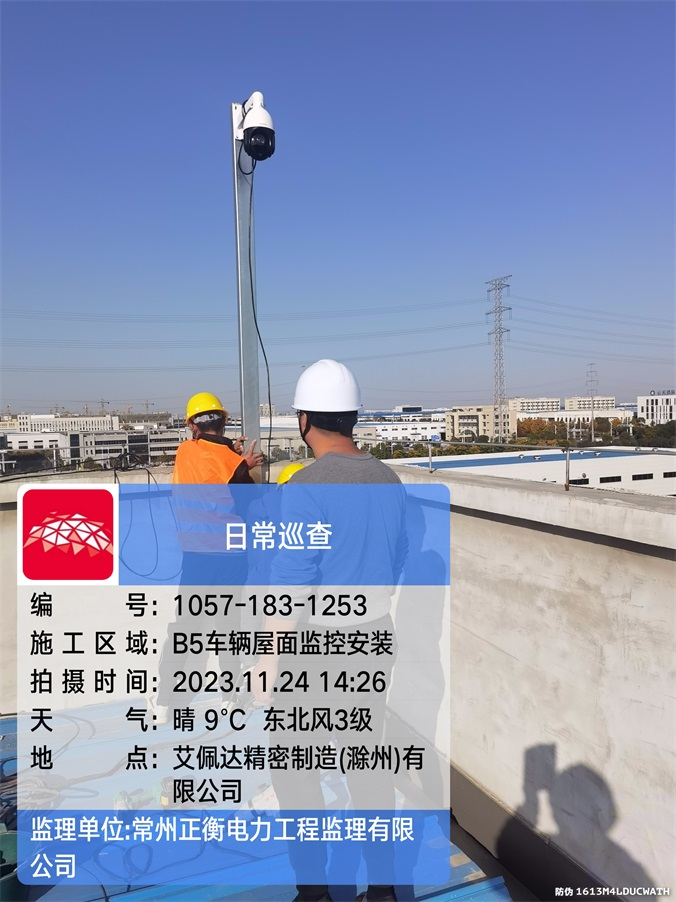 日常巡查
编 号：1057-183-1253
施工区域：B5车辆屋面监控安装
拍摄时间：2023.11.24 14:26
天 气：晴 9℃ 东北风3级
地 点：艾佩达精密制造(滁州)有
限公司
监理单位:常州正衡电力工程监理有限
公司
防伪 1613M4LDUCWATH